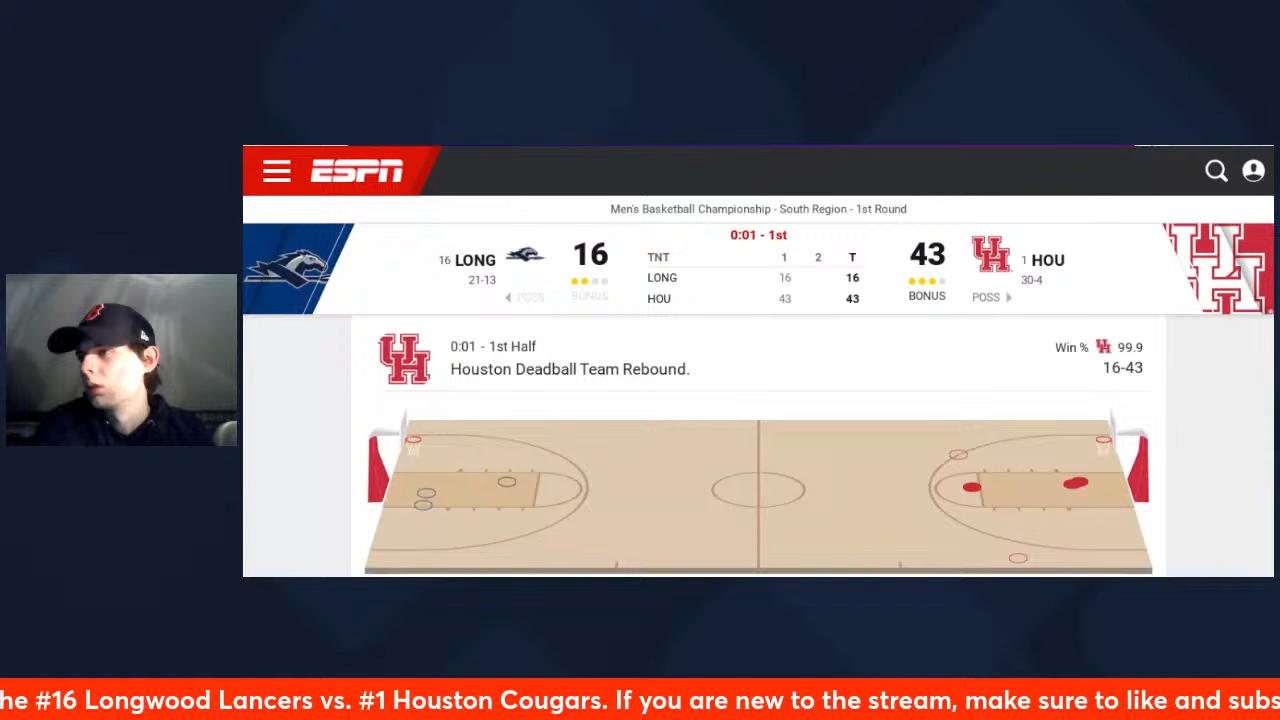 ESPN
Men's Basketball Championship - South Region - 1st Round
16 LONG
21-13
POSS
16
BONUS
0:01 - 1st
TNT 1 2 T
LONG 16 16
HOU 43 43
43
BONUS
1 HOU
30-4
POSS
0:01 - 1st Half
Houston Deadball Team Rebound.
Win % 99.9
16-43
he #16 Longwood Lancers vs. #1 Houston Cougars. If you are new to the stream, make sure to like and subs